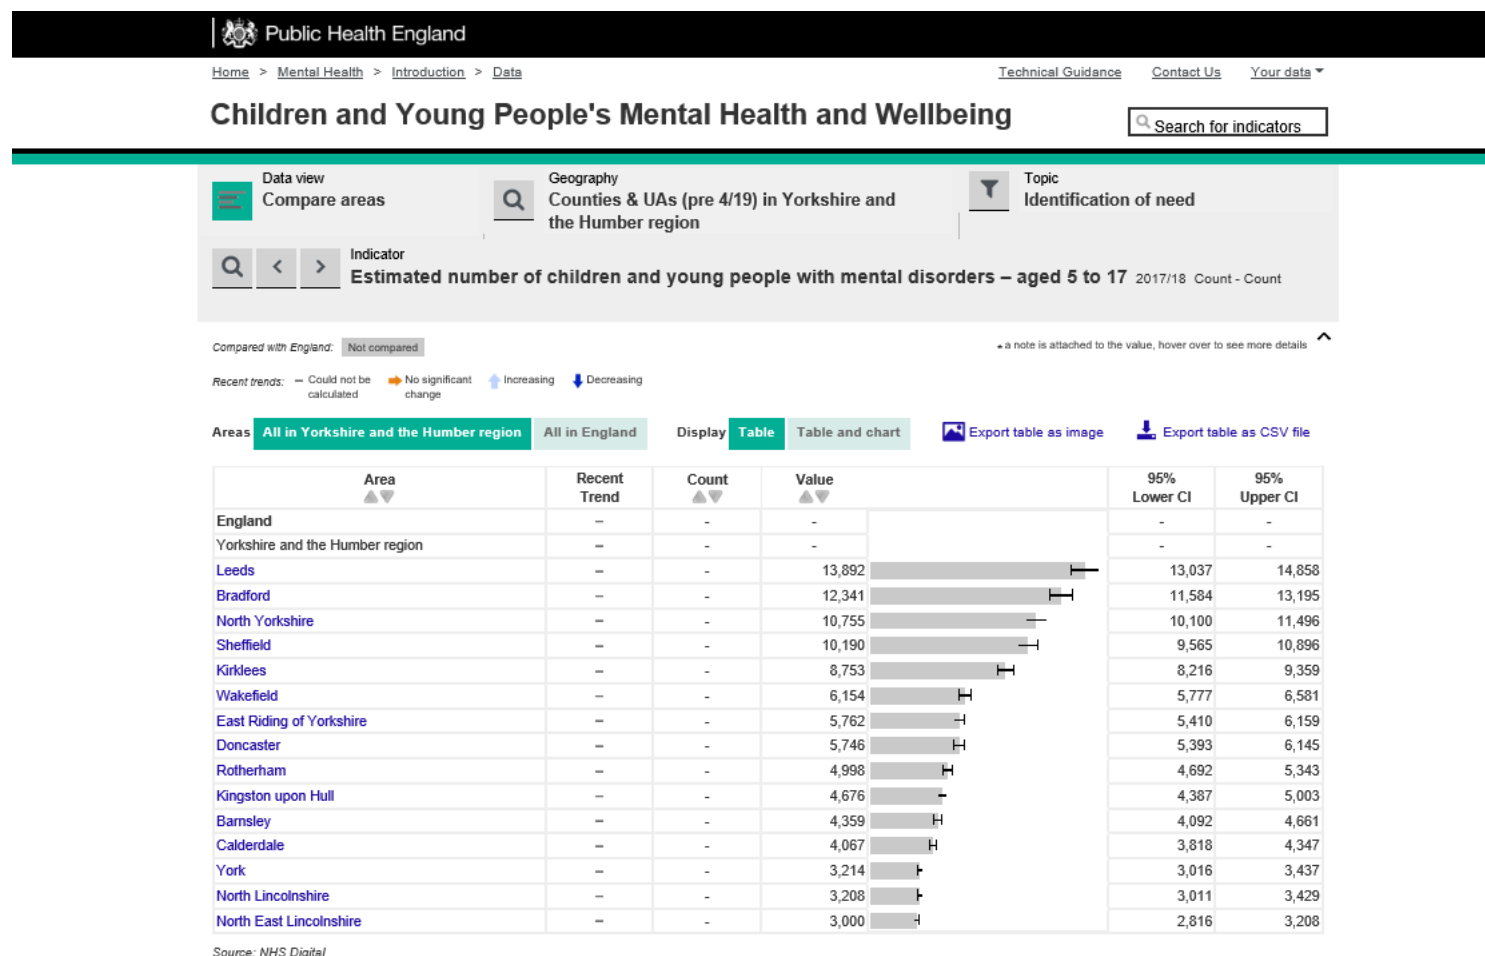 Public Health England
Home > Mental Health > Introduction > Data
Technical Guidance Contact Us Your data
Children and Young People's Mental Health and Wellbeing
Search for indicators
Data view
Compare areas
Geography
Counties & UAs (pre 4/19) in Yorkshire and
the Humber region
Topic
Identification of need
Indicator
Estimated number of children and young people with mental disorders – aged 5 to 17 2017/18 Count - Count
Compared with England: Not compared
a note is attached to the value, hover over to see more details
Recent trends: – Could not be calculated No significant change Increasing Decreasing
Areas All in Yorkshire and the Humber region All in England Display Table Table and chart Export table as image Export table as CSV file
Area Recent Trend Count Value 95% Lower CI 95% Upper CI
England – - - - -
Yorkshire and the Humber region – - - - -
Leeds – - 13,892 13,037 14,858
Bradford – - 12,341 11,584 13,195
North Yorkshire – - 10,755 10,100 11,496
Sheffield – - 10,190 9,565 10,896
Kirklees – - 8,753 8,216 9,359
Wakefield – - 6,154 5,777 6,581
East Riding of Yorkshire – - 5,762 5,410 6,159
Doncaster – - 5,746 5,393 6,145
Rotherham – - 4,998 4,692 5,343
Kingston upon Hull – - 4,676 4,387 5,003
Barnsley – - 4,359 4,092 4,661
Calderdale – - 4,067 3,818 4,347
York – - 3,214 3,016 3,437
North Lincolnshire – - 3,208 3,011 3,429
North East Lincolnshire – - 3,000 2,816 3,208
Source: NHS Digital